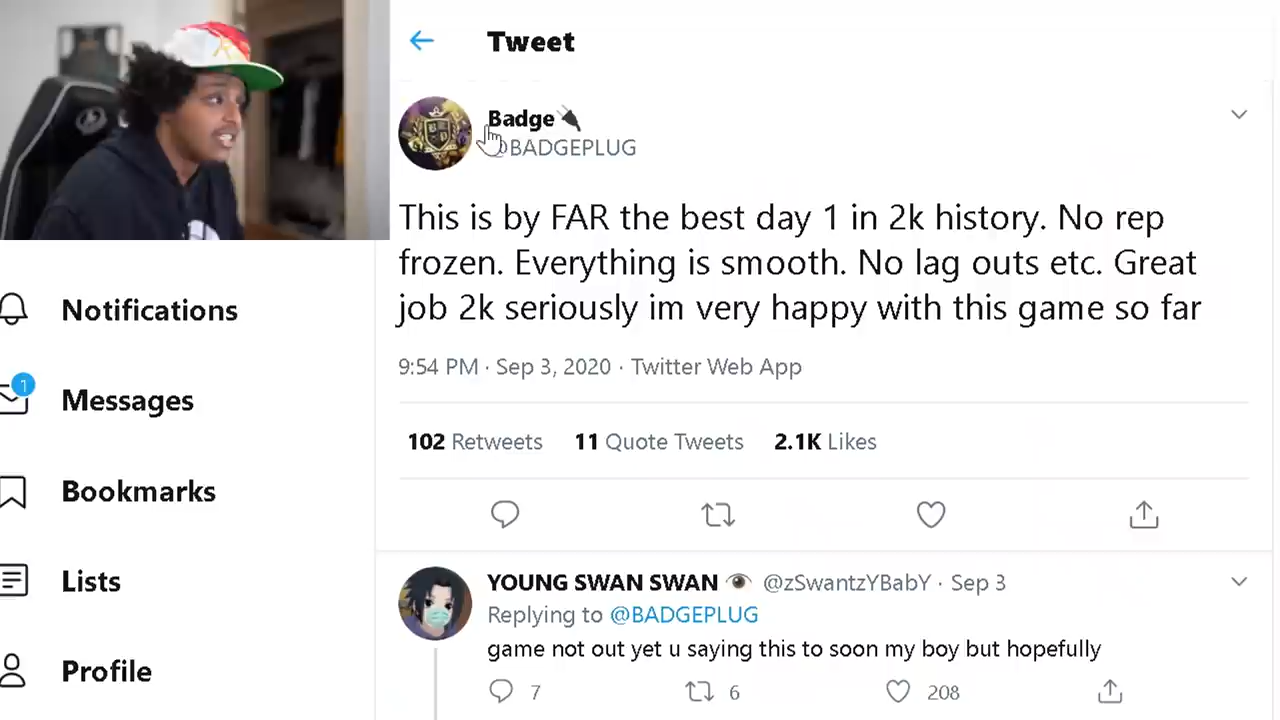 Tweet
Badge
@BADGEPLUG
This is by FAR the best day 1 in 2k history. No rep
frozen. Everything is smooth. No lag outs etc. Great
job 2k seriously im very happy with this game so far
9:54 PM · Sep 3, 2020 · Twitter Web App
102 Retweets 11 Quote Tweets 2.1K Likes
Notifications
1
Messages
Bookmarks
Lists
Profile
YOUNG SWAN SWAN @zSwantzYBabY · Sep 3
Replying to @BADGEPLUG
game not out yet u saying this to soon my boy but hopefully
7 6 208